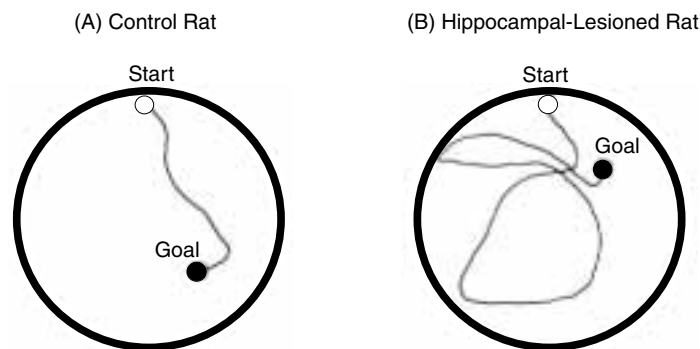 (A) Control Rat
Start
Goal
(B) Hippocampal-Lesioned Rat
Start
Goal